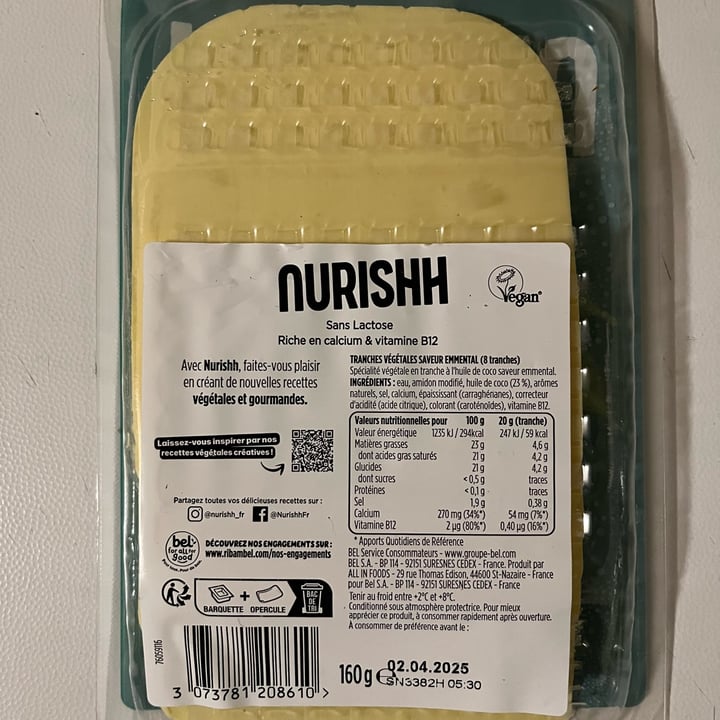 NURISHH
Vegan
Sans Lactose
Riche en calcium & vitamine B12
Avec Nurishh, faites-vous plaisir
en créant de nouvelles recettes
végétales et gourmandes.
Laissez-vous inspirer par nos
recettes végétales créatives !
Partagez toutes vos délicieuses recettes sur :
@nurishh_fr @NurishhFr
bel
for all for
good
DÉCOUVREZ NOS ENGAGEMENTS SUR :
www.ribambel.com/nos-engagements
BARQUETTE + OPERCULE
BAC
DE
TRI
76059116
3 073781 208610 >
TRANCHES VÉGÉTALES SAVEUR EMMENTAL (8 tranches)
Spécialité végétale en tranche à l'huile de coco saveur emmental.
INGRÉDIENTS : eau, amidon modifié, huile de coco (23 %), arômes
naturels, sel, calcium, épaississant (carraghénanes), correcteur
d'acidité (acide citrique), colorant (caroténoïdes), vitamine B12.
Valeurs nutritionnelles pour 100 g 20 g (tranche)
Valeur énergétique 1235 kJ / 294kcal 247 kJ / 59 kcal
Matières grasses 23 g 4,6 g
dont acides gras saturés 21 g 4,2 g
Glucides 21 g 4,2 g
dont sucres < 0,5 g traces
Protéines < 0,1 g traces
Sel 1,9 g 0,38 g
Calcium 270 mg (34%*) 54 mg (7%*)
Vitamine B12 2 µg (80%*) 0,40 µg (16%*)
* Apports Quotidiens de Référence
BEL Service Consommateurs - www.groupe-bel.com
BEL S.A. - BP 114 - 92151 SURESNES CEDEX - France. Produit par
ALL IN FOODS - 29 rue Thomas Edison, 44600 St-Nazaire - France
pour Bel S.A. - BP 114 - 92151 SURESNES CEDEX - France
Tenir au froid entre +2°C et +8°C.
Conditionné sous atmosphère protectrice. Pour mieux
apprécier ce produit, à consommer rapidement après ouverture.
À consommer de préférence avant le :
160 g e 02.04.2025
SN3382H 05:30